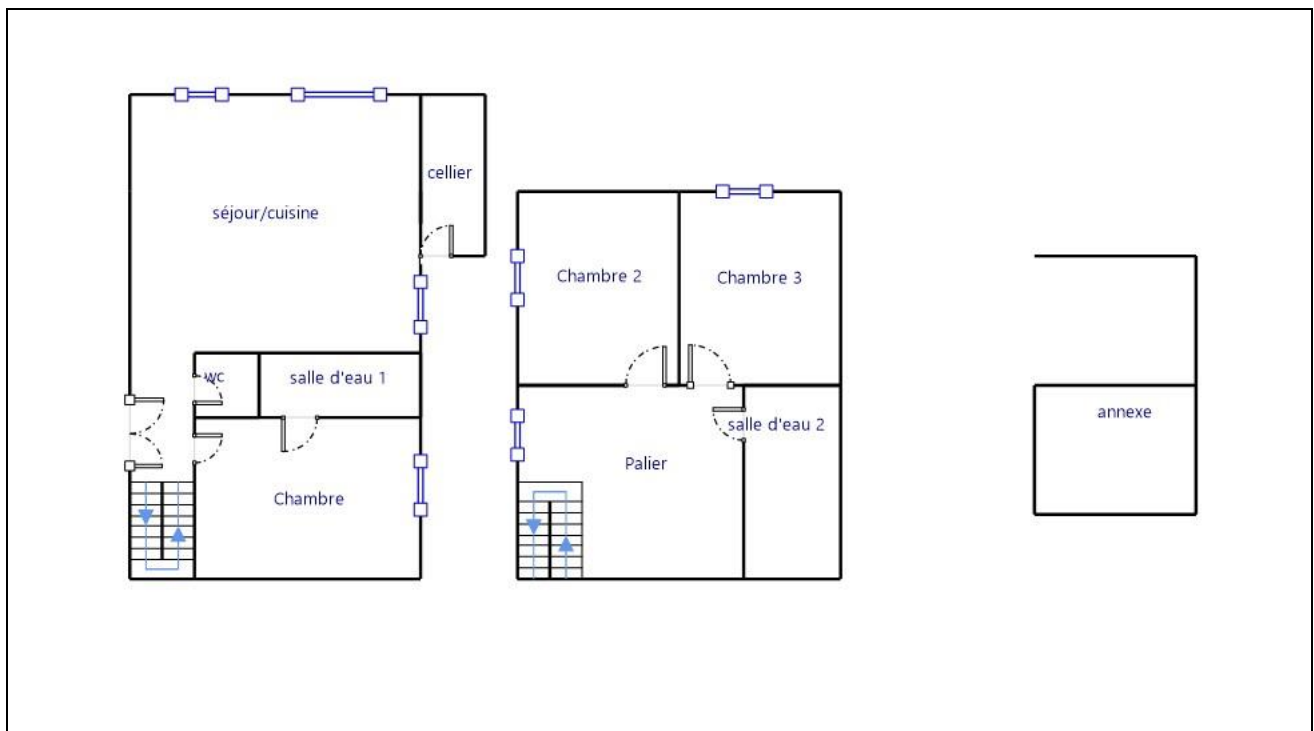 cellier
séjour/cuisine
wc
salle d'eau 1
Chambre
Chambre 2
Chambre 3
salle d'eau 2
Palier
annexe